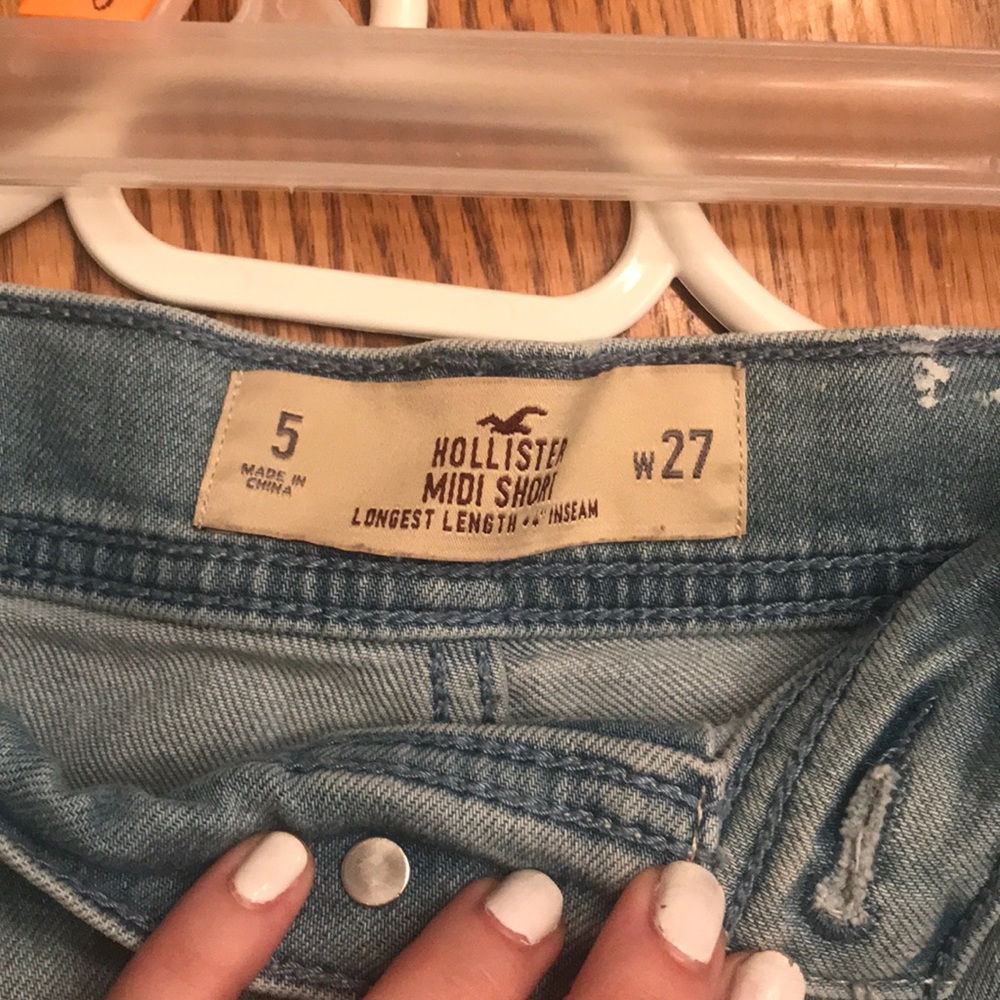 5
MADE IN
CHINA
HOLLISTER
MIDI SHORT
LONGEST LENGTH 4" INSEAM
W27